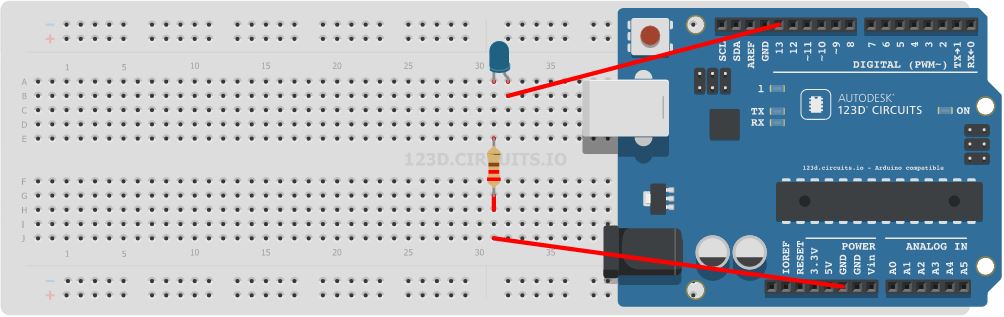 SCL
SDA
AREF
GND
13
12
~11
~10
~9
8
7
6
5
4
3
2
TX→1
RX←0
DIGITAL (PWM~)
1
TX
RX
AUTODESK®
123D® CIRCUITS
ON
− −
+ +
1 5 10 15 20 25 30 35
A
B
C
D
E
123D.CIRCUITS.IO
F
G
H
I
J
1 5 10 15 20 25 30 35
− −
+ +
123d.circuits.io - Arduino compatible
POWER ANALOG IN
IOREF
RESET
3.3V
5V
GND
GND
Vin
A0
A1
A2
A3
A4
A5